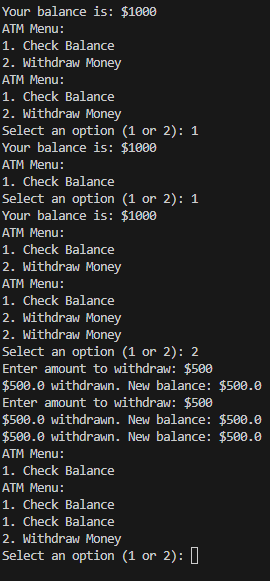 Your balance is: $1000
ATM Menu:
1. Check Balance
2. Withdraw Money
ATM Menu:
1. Check Balance
2. Withdraw Money
Select an option (1 or 2): 1
Your balance is: $1000
ATM Menu:
1. Check Balance
Select an option (1 or 2): 1
Your balance is: $1000
ATM Menu:
1. Check Balance
2. Withdraw Money
ATM Menu:
1. Check Balance
2. Withdraw Money
2. Withdraw Money
Select an option (1 or 2): 2
Enter amount to withdraw: $500
$500.0 withdrawn. New balance: $500.0
Enter amount to withdraw: $500
$500.0 withdrawn. New balance: $500.0
$500.0 withdrawn. New balance: $500.0
ATM Menu:
1. Check Balance
ATM Menu:
1. Check Balance
1. Check Balance
2. Withdraw Money
Select an option (1 or 2):